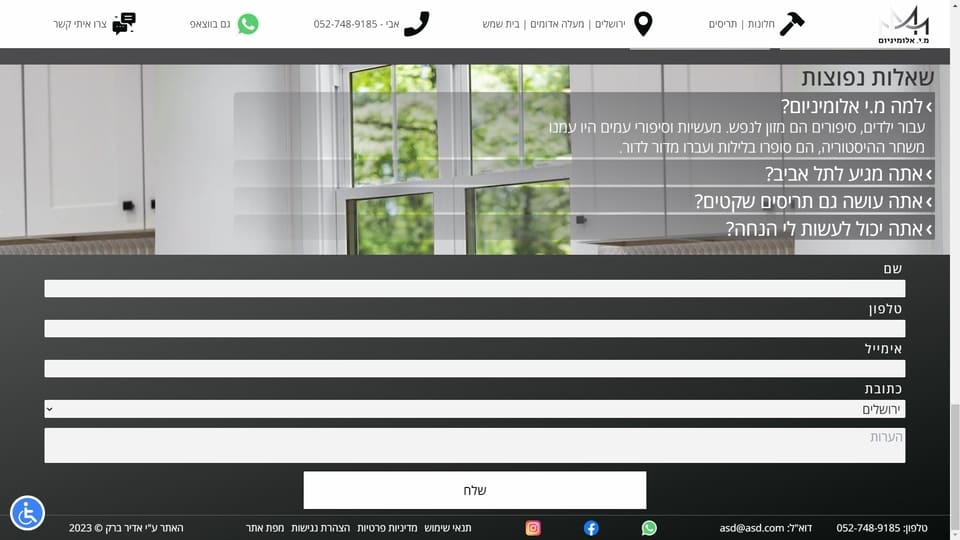 מ.י. אלומיניום
חלונות | תריסים
ירושלים | מעלה אדומים | בית שמש
אבי - 052-748-9185
גם בווצאפ
צרו איתי קשר
שאלות נפוצות
למה מ.י אלומיניום?
עבור ילדים, סיפורים הם מזון לנפש. מעשיות וסיפורי עמים היו עמנו
משחר ההיסטוריה, הם סופרו בלילות ועברו מדור לדור.
אתה מגיע לתל אביב?
אתה עושה גם תריסים שקטים?
אתה יכול לעשות לי הנחה?
שם
טלפון
אימייל
כתובת
ירושלים
הערות
שלח
טלפון: 052-748-9185
דוא"ל: asd@asd.com
תנאי שימוש
מדיניות פרטיות
הצהרת נגישות
מפת אתר
האתר ע"י אדיר ברק © 2023